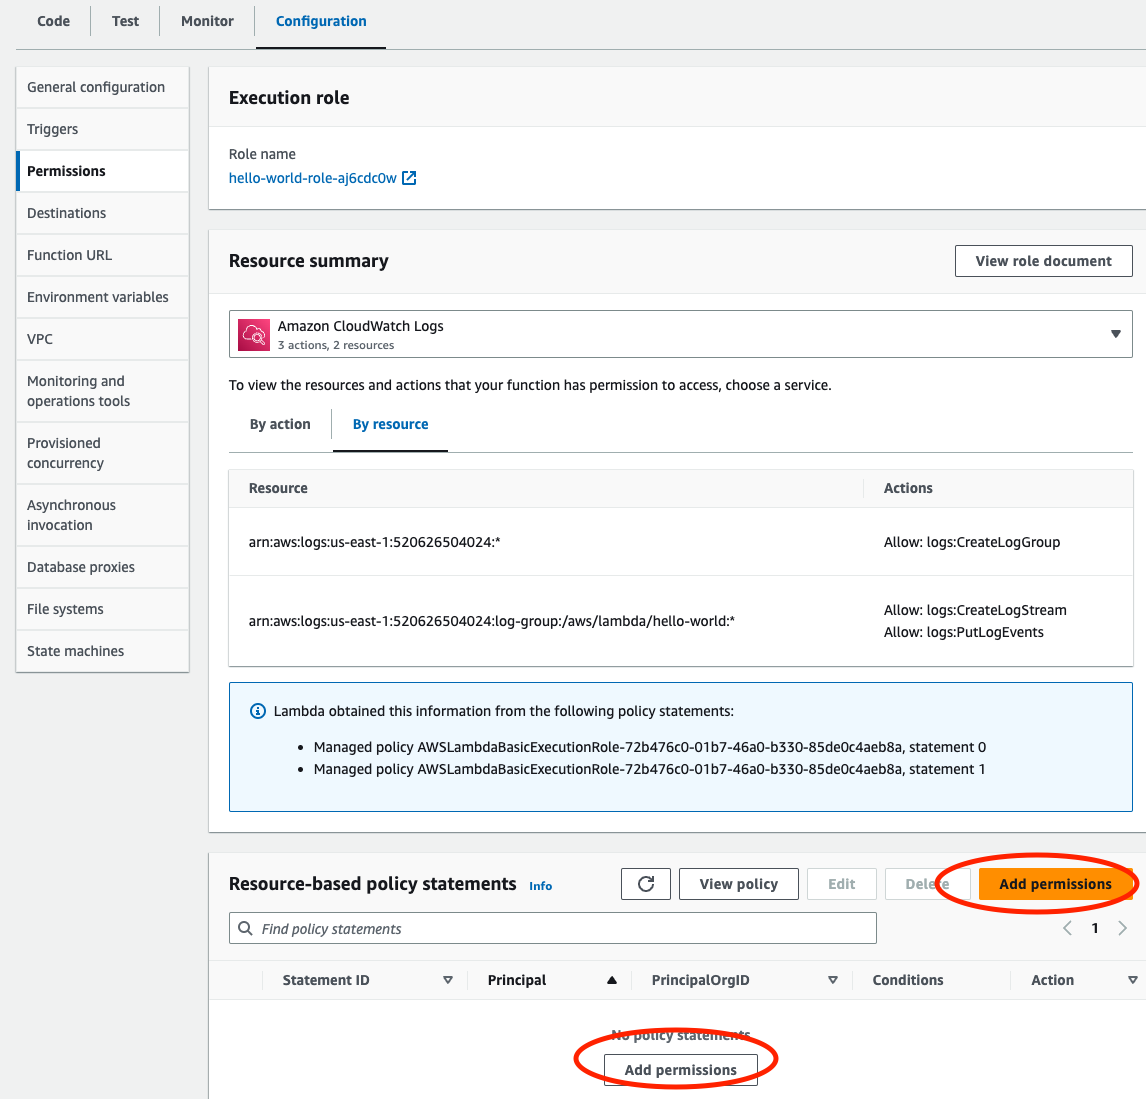 Code
Test
Monitor
Configuration
General configuration
Triggers
Permissions
Destinations
Function URL
Environment variables
VPC
Monitoring and
operations tools
Provisioned
concurrency
Asynchronous
invocation
Database proxies
File systems
State machines
Execution role
Role name
hello-world-role-aj6cdc0w
Resource summary
View role document
Amazon CloudWatch Logs
3 actions, 2 resources
To view the resources and actions that your function has permission to access, choose a service.
By action
By resource
Resource
Actions
arn:aws:logs:us-east-1:520626504024:*
Allow: logs:CreateLogGroup
arn:aws:logs:us-east-1:520626504024:log-group:/aws/lambda/hello-world:*
Allow: logs:CreateLogStream
Allow: logs:PutLogEvents
Lambda obtained this information from the following policy statements:
• Managed policy AWSLambdaBasicExecutionRole-72b476c0-01b7-46a0-b330-85de0c4aeb8a, statement 0
• Managed policy AWSLambdaBasicExecutionRole-72b476c0-01b7-46a0-b330-85de0c4aeb8a, statement 1
Resource-based policy statements
Info
View policy
Edit
Delete
Add permissions
Find policy statements
1
Statement ID
Principal
PrincipalOrgID
Conditions
Action
No policy statements
Add permissions